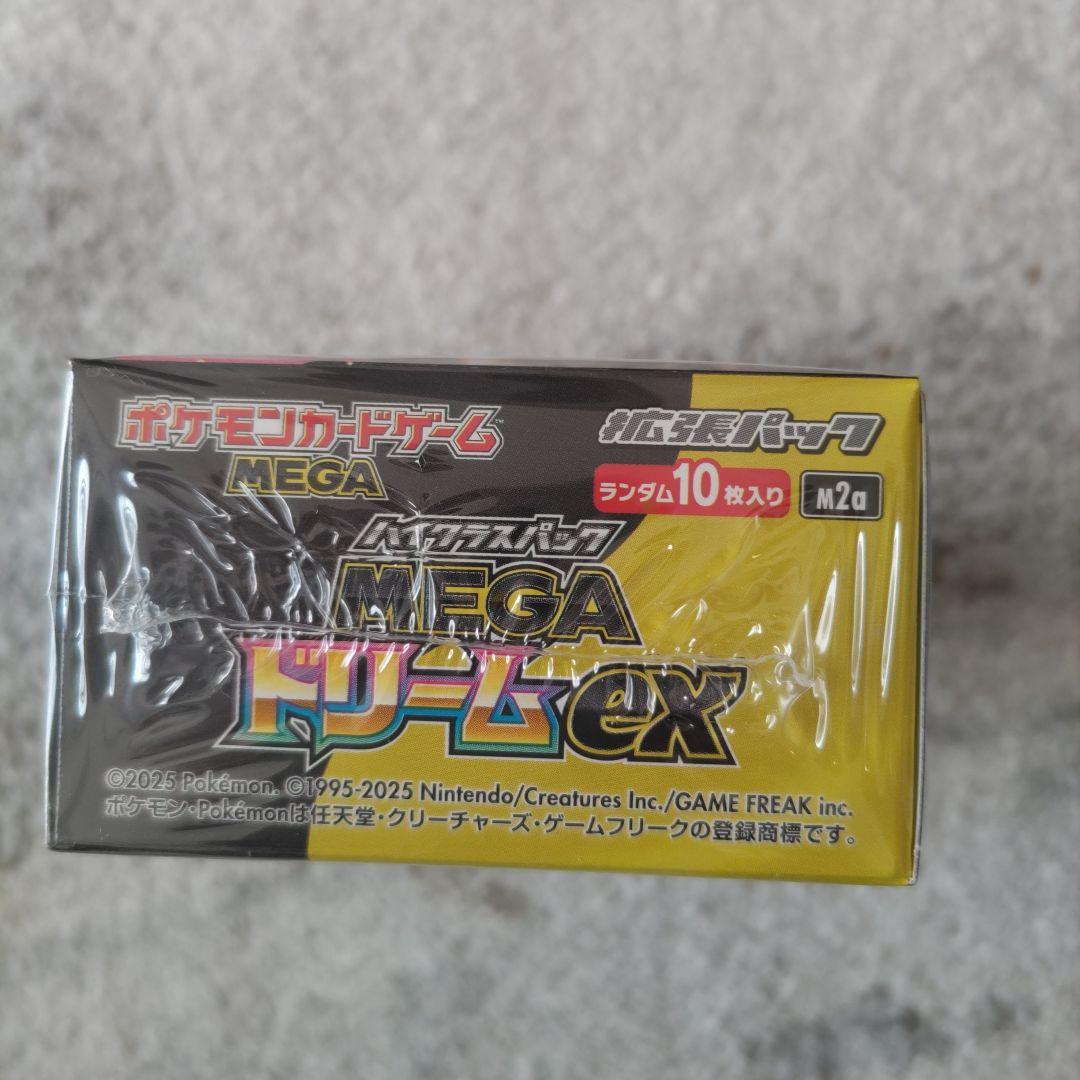 ポケモンカードゲーム™
MEGA
拡張パック
ランダム10枚入り
M2a
ハイクラスパック
MEGA
ドリームex
©2025 Pokémon. ©1995-2025 Nintendo/Creatures Inc./GAME FREAK inc.
ポケモン・Pokémonは任天堂・クリーチャーズ・ゲームフリークの登録商標です。